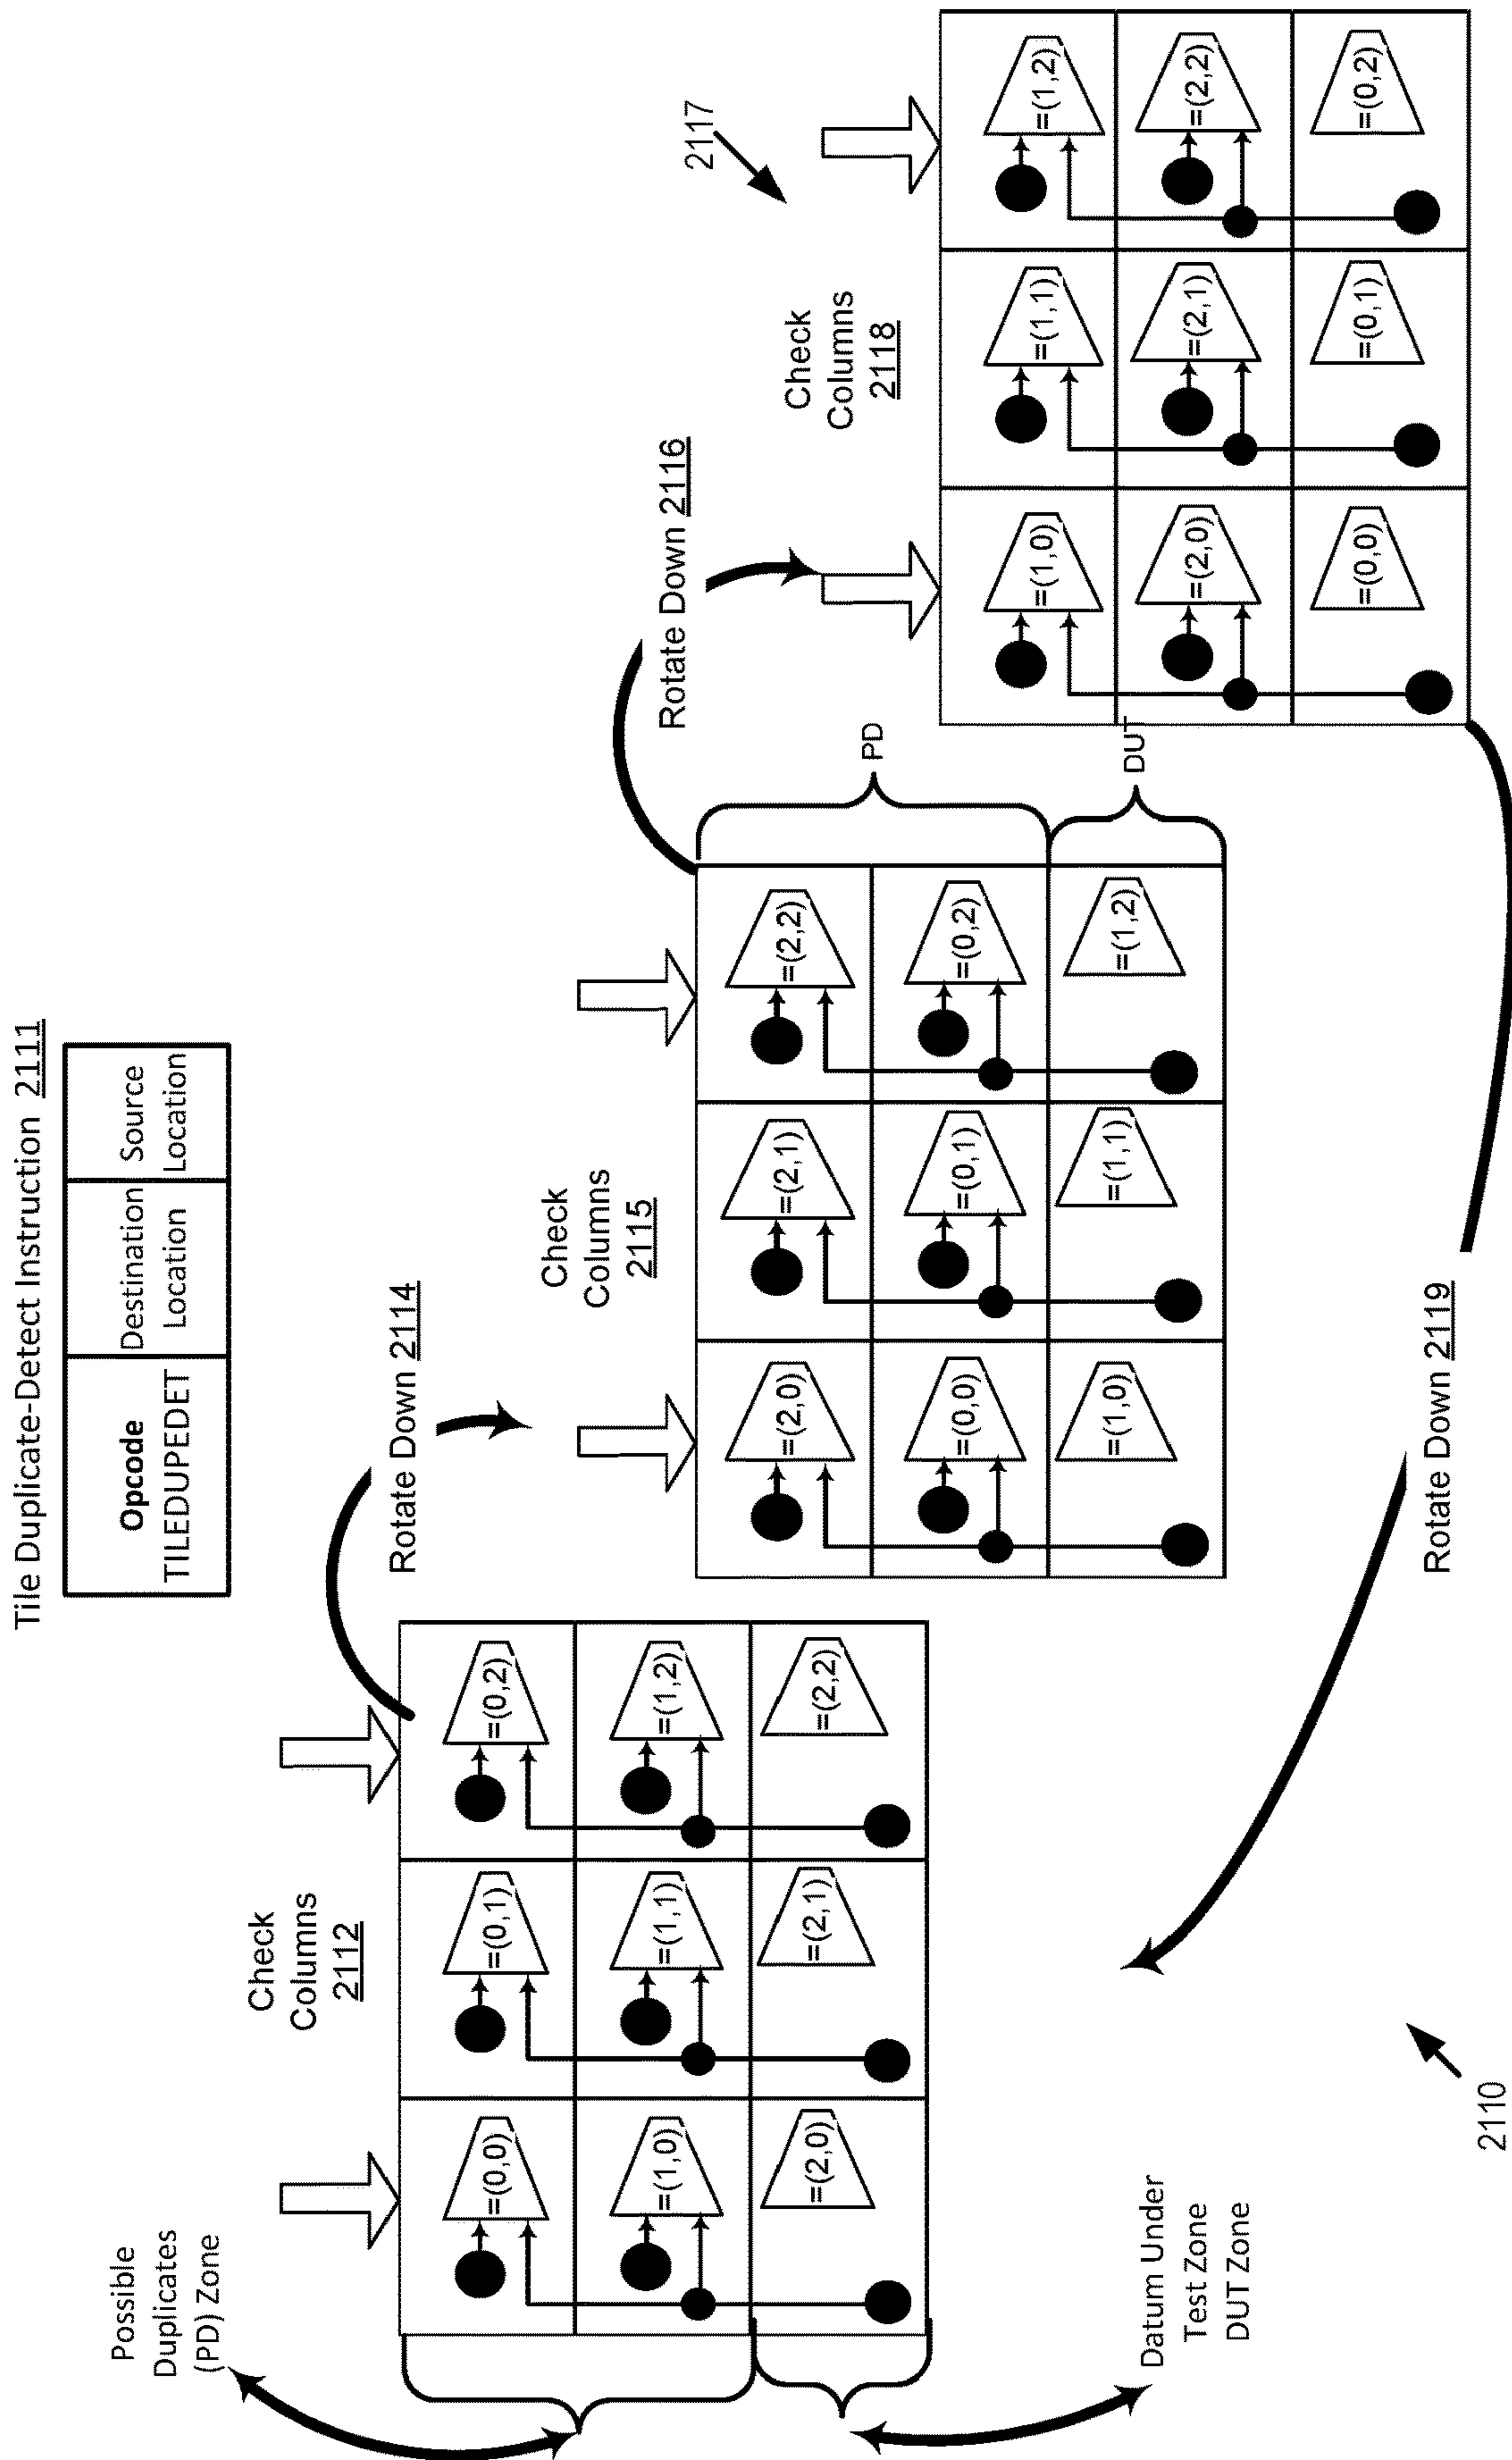 Tile Duplicate-Detect Instruction 2111
Opcode
TILEDUPEDET
Destination
Location
Source
Location
Possible
Duplicates
(PD) Zone
Datum Under
Test Zone
DUT Zone
Check
Columns
2112
=(0,0)
=(0,1)
=(0,2)
=(1,0)
=(1,1)
=(1,2)
=(2,0)
=(2,1)
=(2,2)
Rotate Down 2114
Check
Columns
2115
=(2,0)
=(2,1)
=(2,2)
=(0,0)
=(0,1)
=(0,2)
=(1,0)
=(1,1)
=(1,2)
PD
DUT
Rotate Down 2116
Check
Columns
2118
2117
=(1,0)
=(1,1)
=(1,2)
=(2,0)
=(2,1)
=(2,2)
=(0,0)
=(0,1)
=(0,2)
Rotate Down 2119
2110